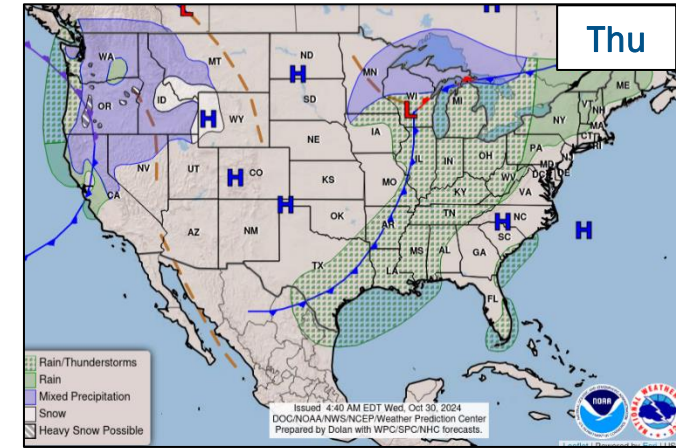 Thu
L
H
WA
MT
ND
MN
ME
H
OR
ID
SD
WI
MI
VT
NH
NY
L
H
WY
IA
MA
CT
RI
NE
PA
NJ
IL
IN
OH
MD
DE
DC
NV
UT
H
CO
KS
MO
WV
VA
CA
KY
H
OK
TN
H
NC
H
AZ
NM
AR
SC
MS
AL
GA
TX
LA
FL
Rain/Thunderstorms
Rain
Mixed Precipitation
Snow
Heavy Snow Possible
Issued 4:40 AM EDT Wed, Oct 30, 2024
DOC/NOAA/NWS/NCEP/Weather Prediction Center
Prepared by Dolan with WPC/SPC/NHC forecasts.
NOAA
NATIONAL WEATHER